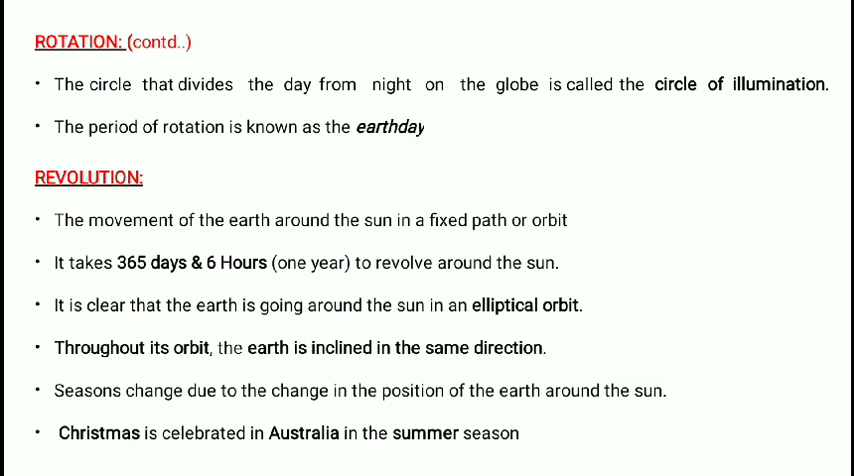 ROTATION: (contd..)
• The circle that divides the day from night on the globe is called the circle of illumination.
• The period of rotation is known as the earthday
REVOLUTION:
• The movement of the earth around the sun in a fixed path or orbit
• It takes 365 days & 6 Hours (one year) to revolve around the sun.
• It is clear that the earth is going around the sun in an elliptical orbit.
• Throughout its orbit, the earth is inclined in the same direction.
• Seasons change due to the change in the position of the earth around the sun.
• Christmas is celebrated in Australia in the summer season